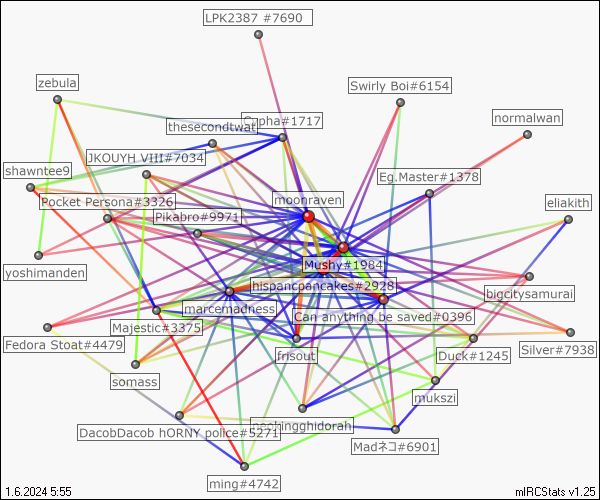 LPK2387 #7690
zebula
Swirly Boi#6154
normalwan
thesecondtwat
Crpha#1717
JKOUYH VIII#7034
shawntee9
Eg.Master#1378
moonraven
Pocket Persona#3326
eliakith
Pikabro#9971
Mushy#1984
yoshimanden
hispancpancakes#2928
bigcitysamurai
marcemadness
Can anything be saved#0396
Majestic#3375
Fedora Stoat#4479
Silver#7938
frisout
Duck#1245
somass
mukszi
DacobDacob hORNY police#5271
Madネコ#6901
ming#4742
1.6.2024 5:55
mIRCStats v1.25